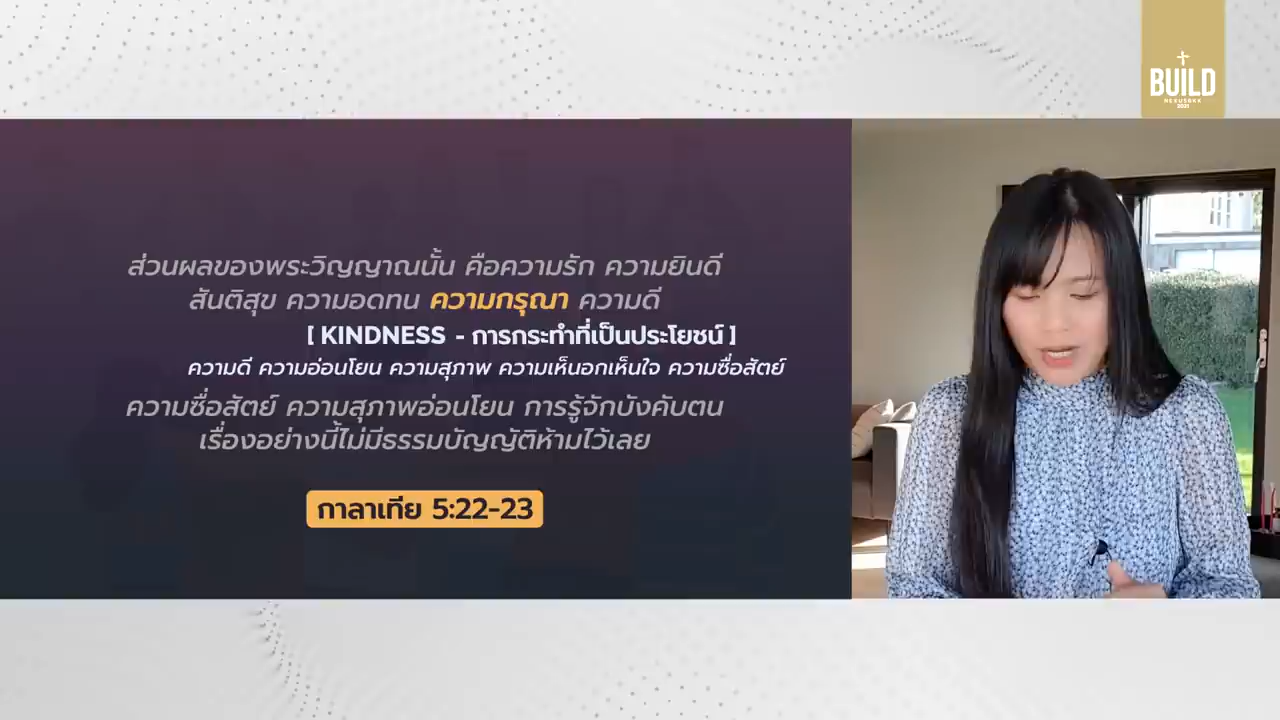 BUILD
NEXUSBKK
2021
ส่วนผลของพระวิญญาณนั้น คือความรัก ความยินดี
สันติสุข ความอดทน ความกรุณา ความดี
[ KINDNESS - การกระทำที่เป็นประโยชน์ ]
ความดี ความอ่อนโยน ความสุภาพ ความเห็นอกเห็นใจ ความซื่อสัตย์
ความซื่อสัตย์ ความสุภาพอ่อนโยน การรู้จักบังคับตน
เรื่องอย่างนี้ไม่มีธรรมบัญญัติห้ามไว้เลย
กาลาเทีย 5:22-23